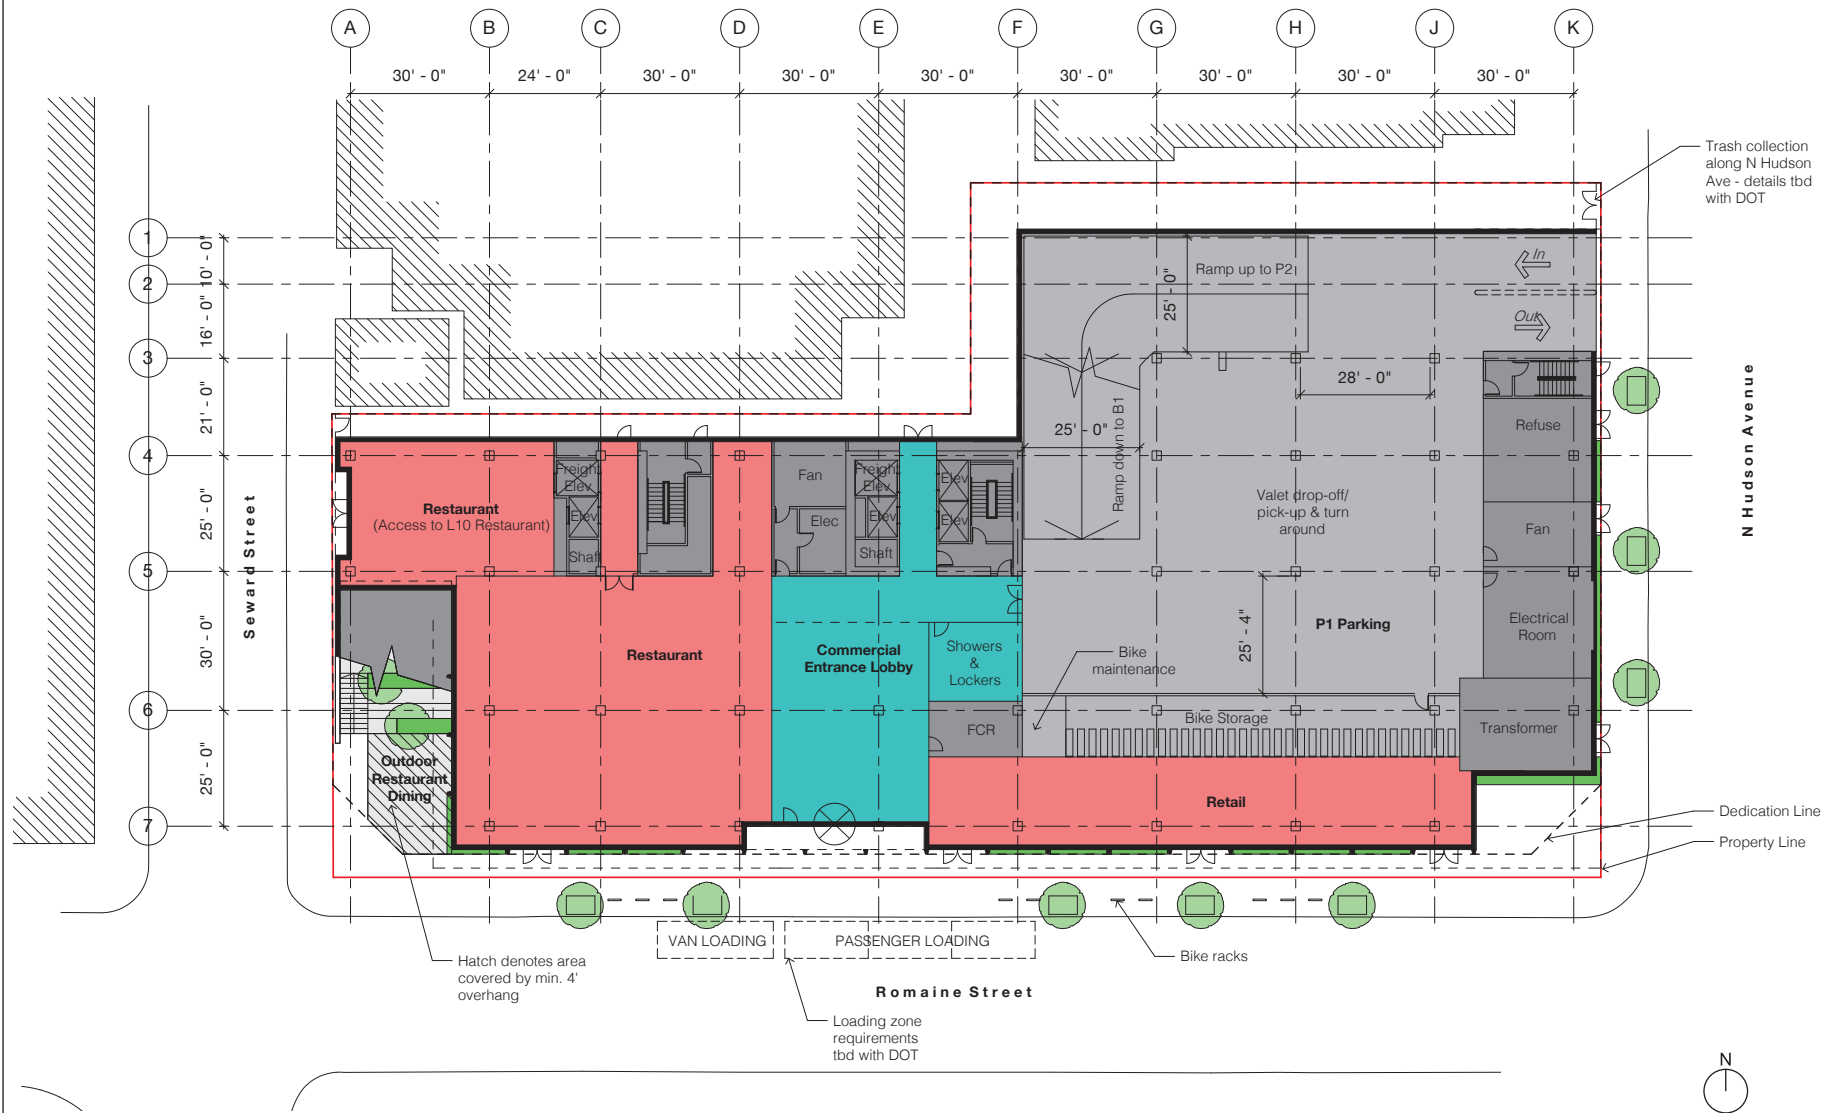 A B C D E F G H J K
30' - 0" 24' - 0" 30' - 0" 30' - 0" 30' - 0" 30' - 0" 30' - 0" 30' - 0" 30' - 0"
Trash collection
along N Hudson
Ave - details tbd
with DOT
1
10' - 0"
2
16' - 0"
3
21' - 0"
4
25' - 0"
5
30' - 0"
6
25' - 0"
7
Seward Street
N Hudson Avenue
In
Out
Ramp up to P2
25' - 0"
28' - 0"
25' - 0"
Ramp down to B1
Refuse
Restaurant
(Access to L10 Restaurant)
Freight
Elev
Elev
Shaft
Fan
Elec
Freight
Elev
Elev
Shaft
Elev
Elev
Valet drop-off/
pick-up & turn
around
Fan
Restaurant
Commercial
Entrance Lobby
Showers
&
Lockers
Bike
maintenance
25' - 4"
P1 Parking
Electrical
Room
FCR
Bike Storage
Transformer
Outdoor
Restaurant
Dining
Retail
Dedication Line
Property Line
VAN LOADING
PASSENGER LOADING
Bike racks
Hatch denotes area
covered by min. 4'
overhang
Romaine Street
Loading zone
requirements
tbd with DOT
N